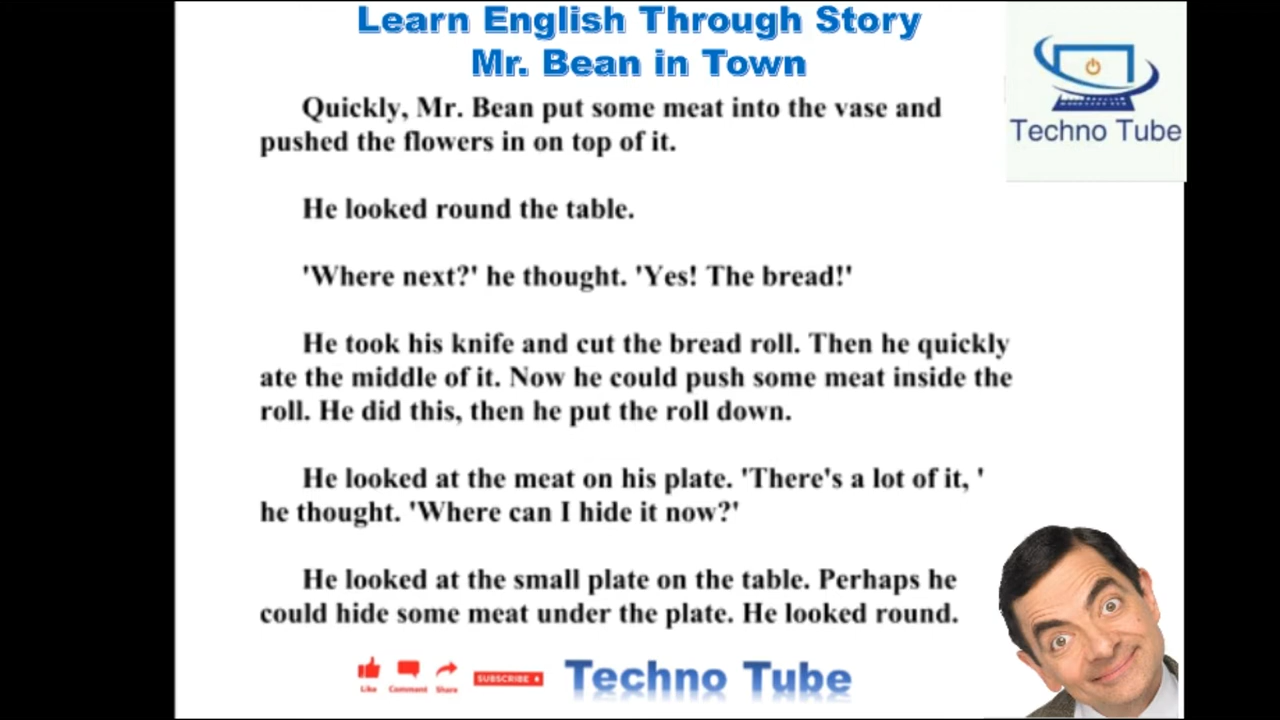 Learn English Through Story
Mr. Bean in Town
Techno Tube
Quickly, Mr. Bean put some meat into the vase and
pushed the flowers in on top of it.
He looked round the table.
'Where next?' he thought. 'Yes! The bread!'
He took his knife and cut the bread roll. Then he quickly
ate the middle of it. Now he could push some meat inside the
roll. He did this, then he put the roll down.
He looked at the meat on his plate. 'There's a lot of it, '
he thought. 'Where can I hide it now?'
He looked at the small plate on the table. Perhaps he
could hide some meat under the plate. He looked round.
Like Comment Share SUBSCRIBE Techno Tube